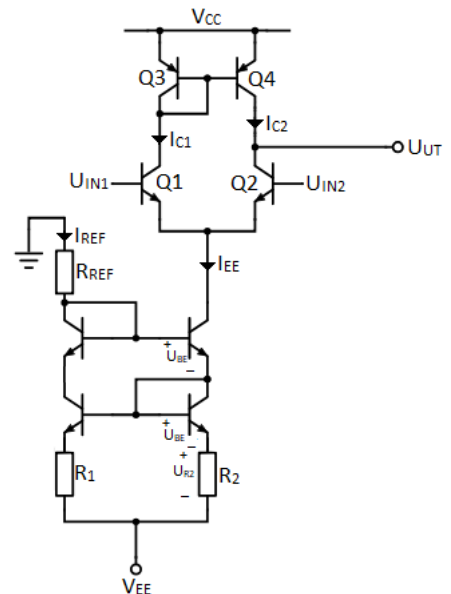 VCC
Q3
Q4
IC1
IC2
UUT
UIN1
Q1
Q2
UIN2
IREF
RREF
IEE
+
UBE
−
+
UBE
−
+
UR2
−
R1
R2
VEE